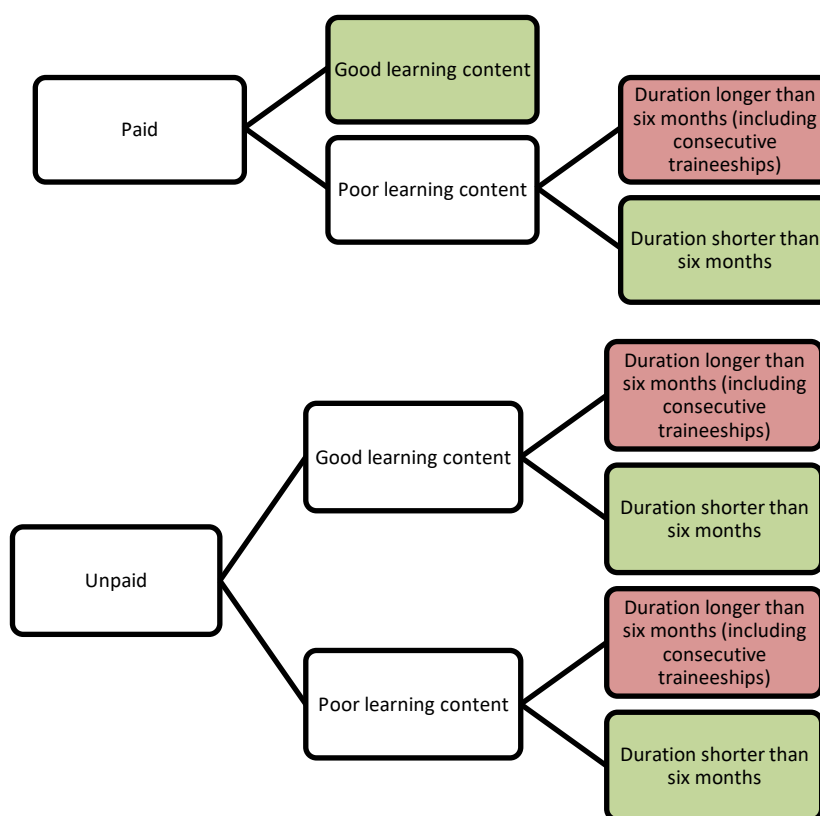 Paid
Good learning content
Poor learning content
Duration longer than
six months (including
consecutive
traineeships)
Duration shorter than
six months
Unpaid
Good learning content
Duration longer than
six months (including
consecutive
traineeships)
Duration shorter than
six months
Poor learning content
Duration longer than
six months (including
consecutive
traineeships)
Duration shorter than
six months